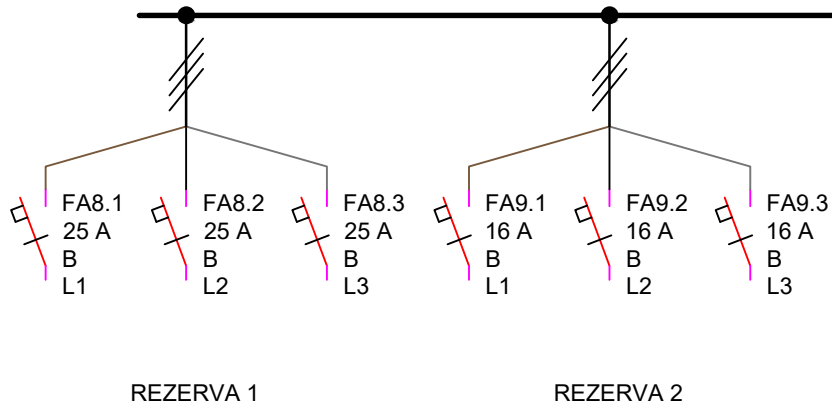 FA8.1
25 A
B
L1
FA8.2
25 A
B
L2
FA8.3
25 A
B
L3
FA9.1
16 A
B
L1
FA9.2
16 A
B
L2
FA9.3
16 A
B
L3
REZERVA 1
REZERVA 2